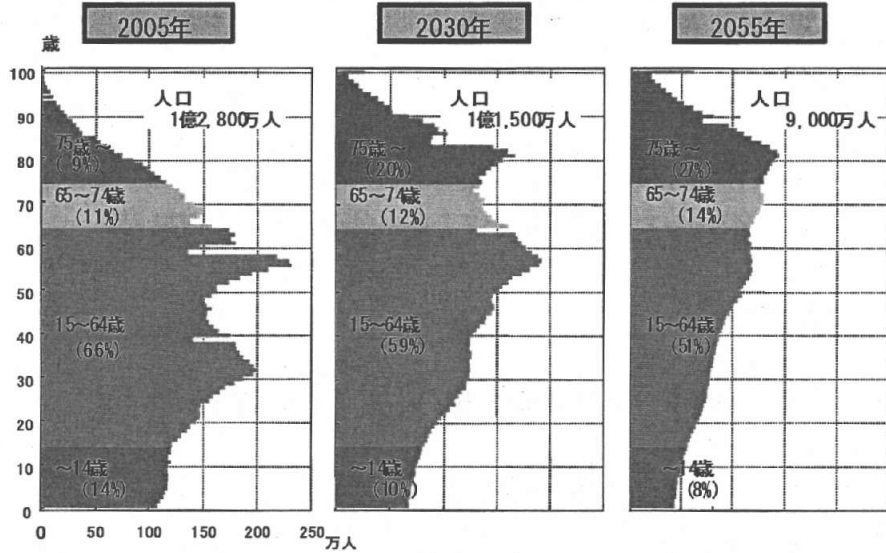 2005年
2030年
2055年
歳
100
90
80
70
60
50
40
30
20
10
0
人口
1億2,800万人
75歳～
(9%)
65～74歳
(11%)
15～64歳
(66%)
～14歳
(14%)
人口
1億1,500万人
75歳～
(20%)
65～74歳
(12%)
15～64歳
(59%)
～14歳
(10%)
人口
9,000万人
75歳～
(27%)
65～74歳
(14%)
15～64歳
(51%)
～14歳
(8%)
0 50 100 150 200 250
万人